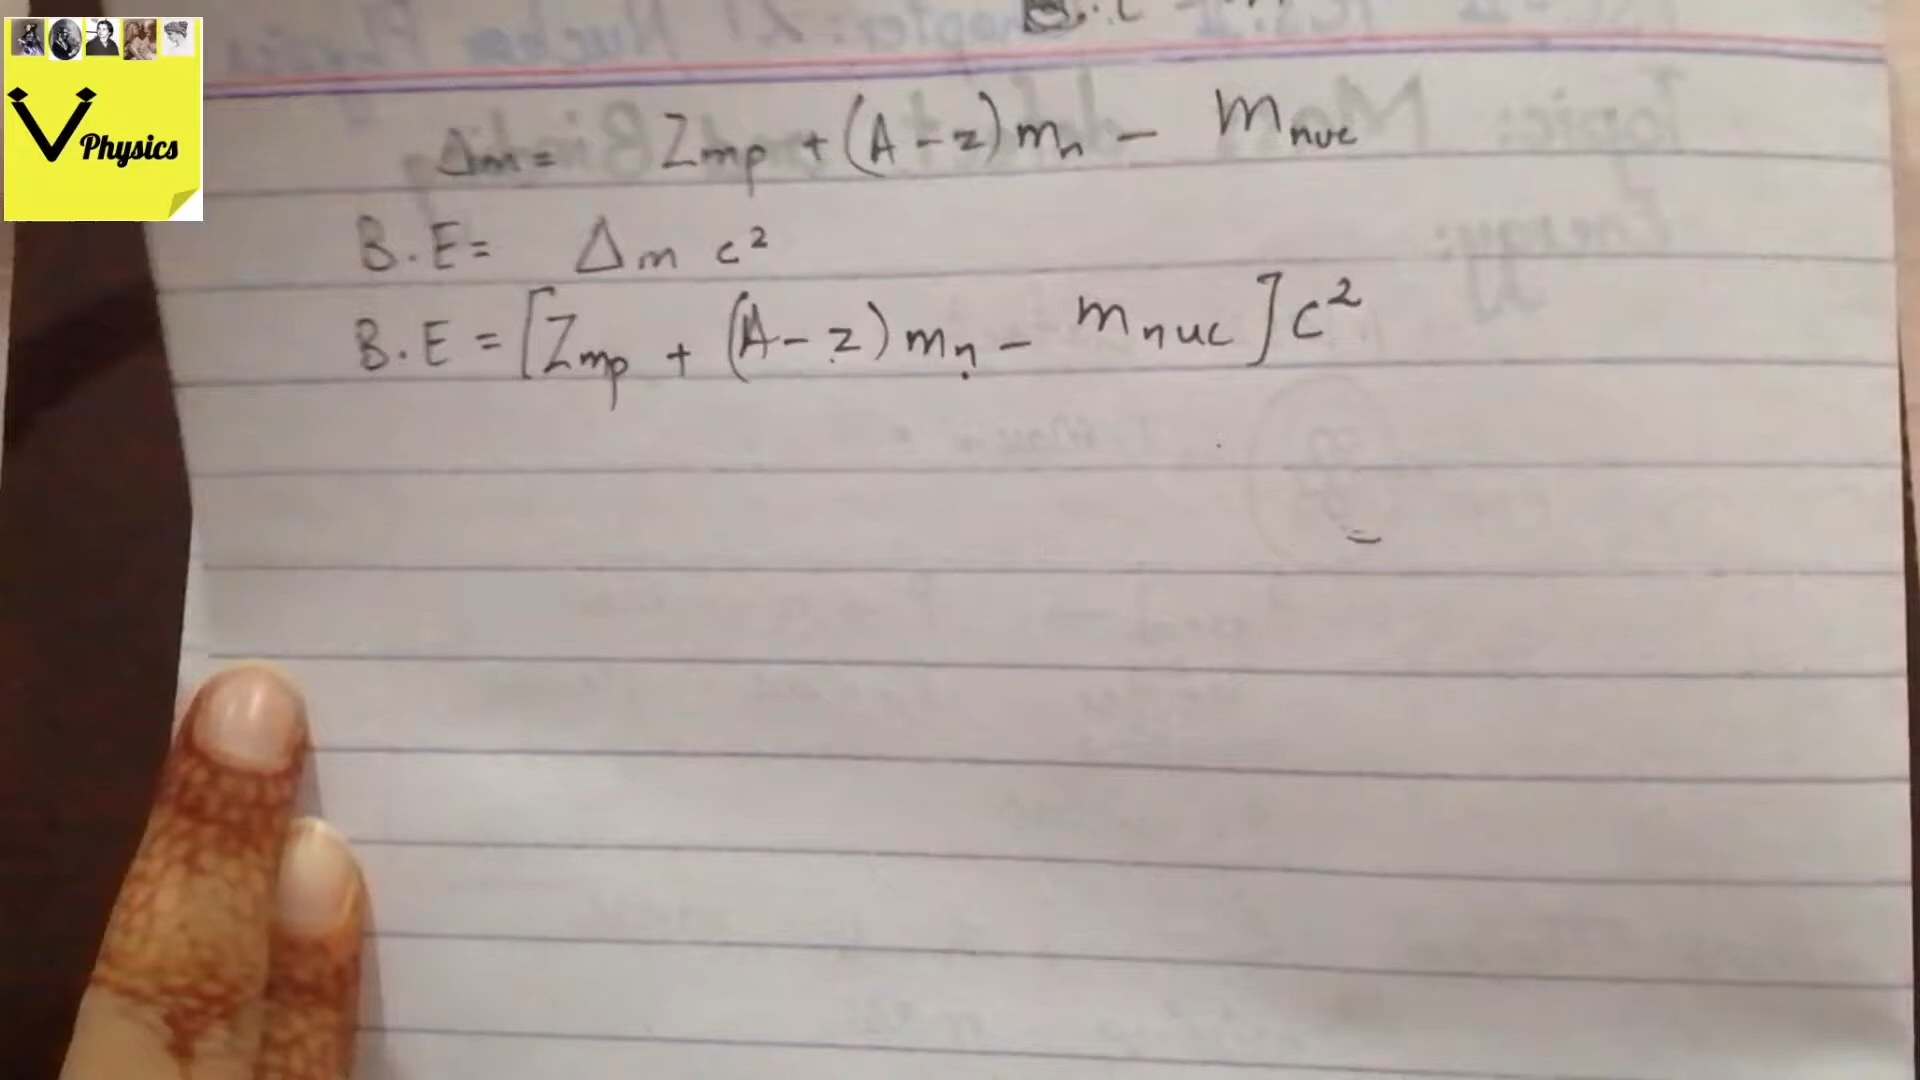 V Physics
Δm = Zmp + (A - z) mn - mnuc
B.E = Δm c²
B.E = [Zmp + (A - z) mn - mnuc] c²